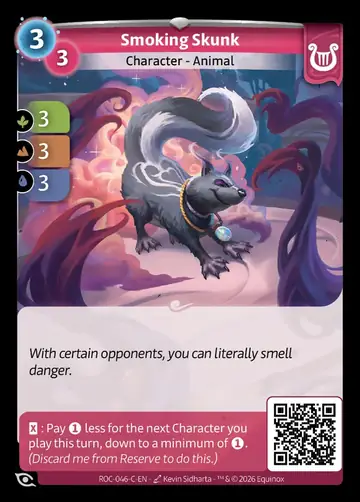 3
3
Smoking Skunk
Character - Animal
3
3
3
With certain opponents, you can literally smell
danger.
X : Pay 1 less for the next Character you
play this turn, down to a minimum of 1.
(Discard me from Reserve to do this.)
ROC-046-C-EN - Kevin Sidharta - ™ & © 2026 Equinox